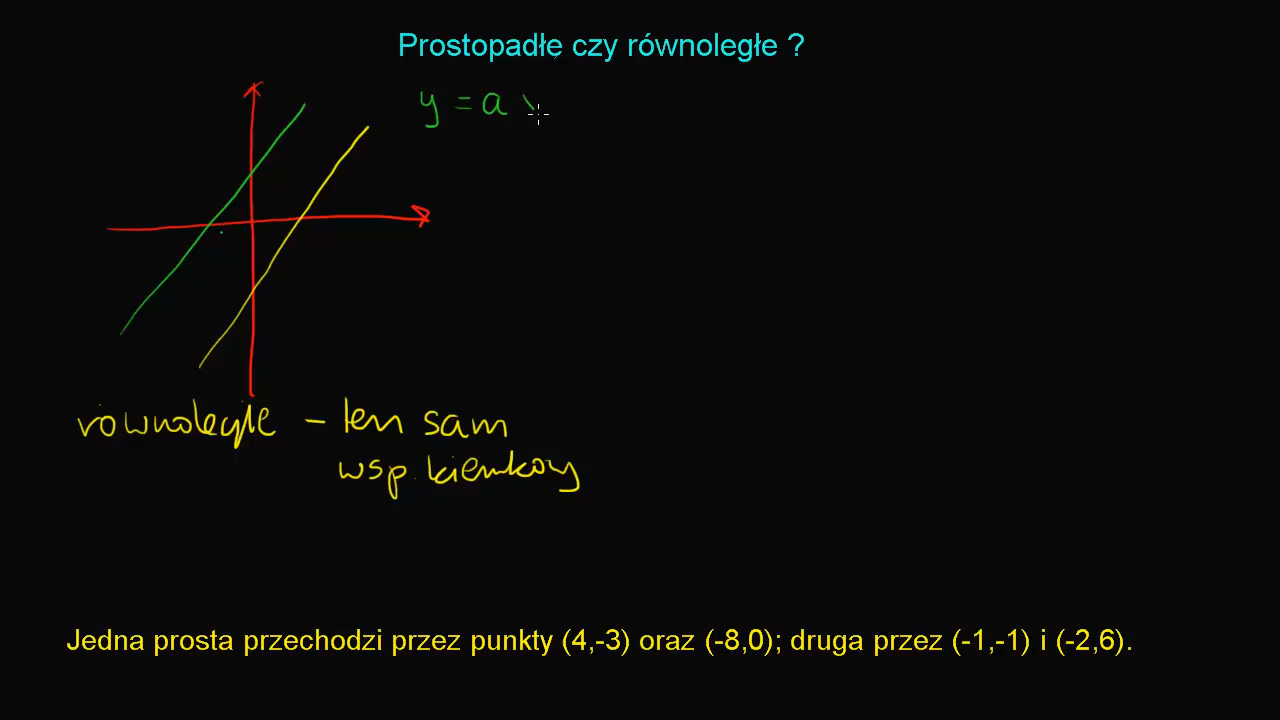 Prostopadłę czy równoległe ?
y = a
równoległe - ten sam
wsp. kierunkowy
Jedna prosta przechodzi przez punkty (4,-3) oraz (-8,0); druga przez (-1,-1) i (-2,6).